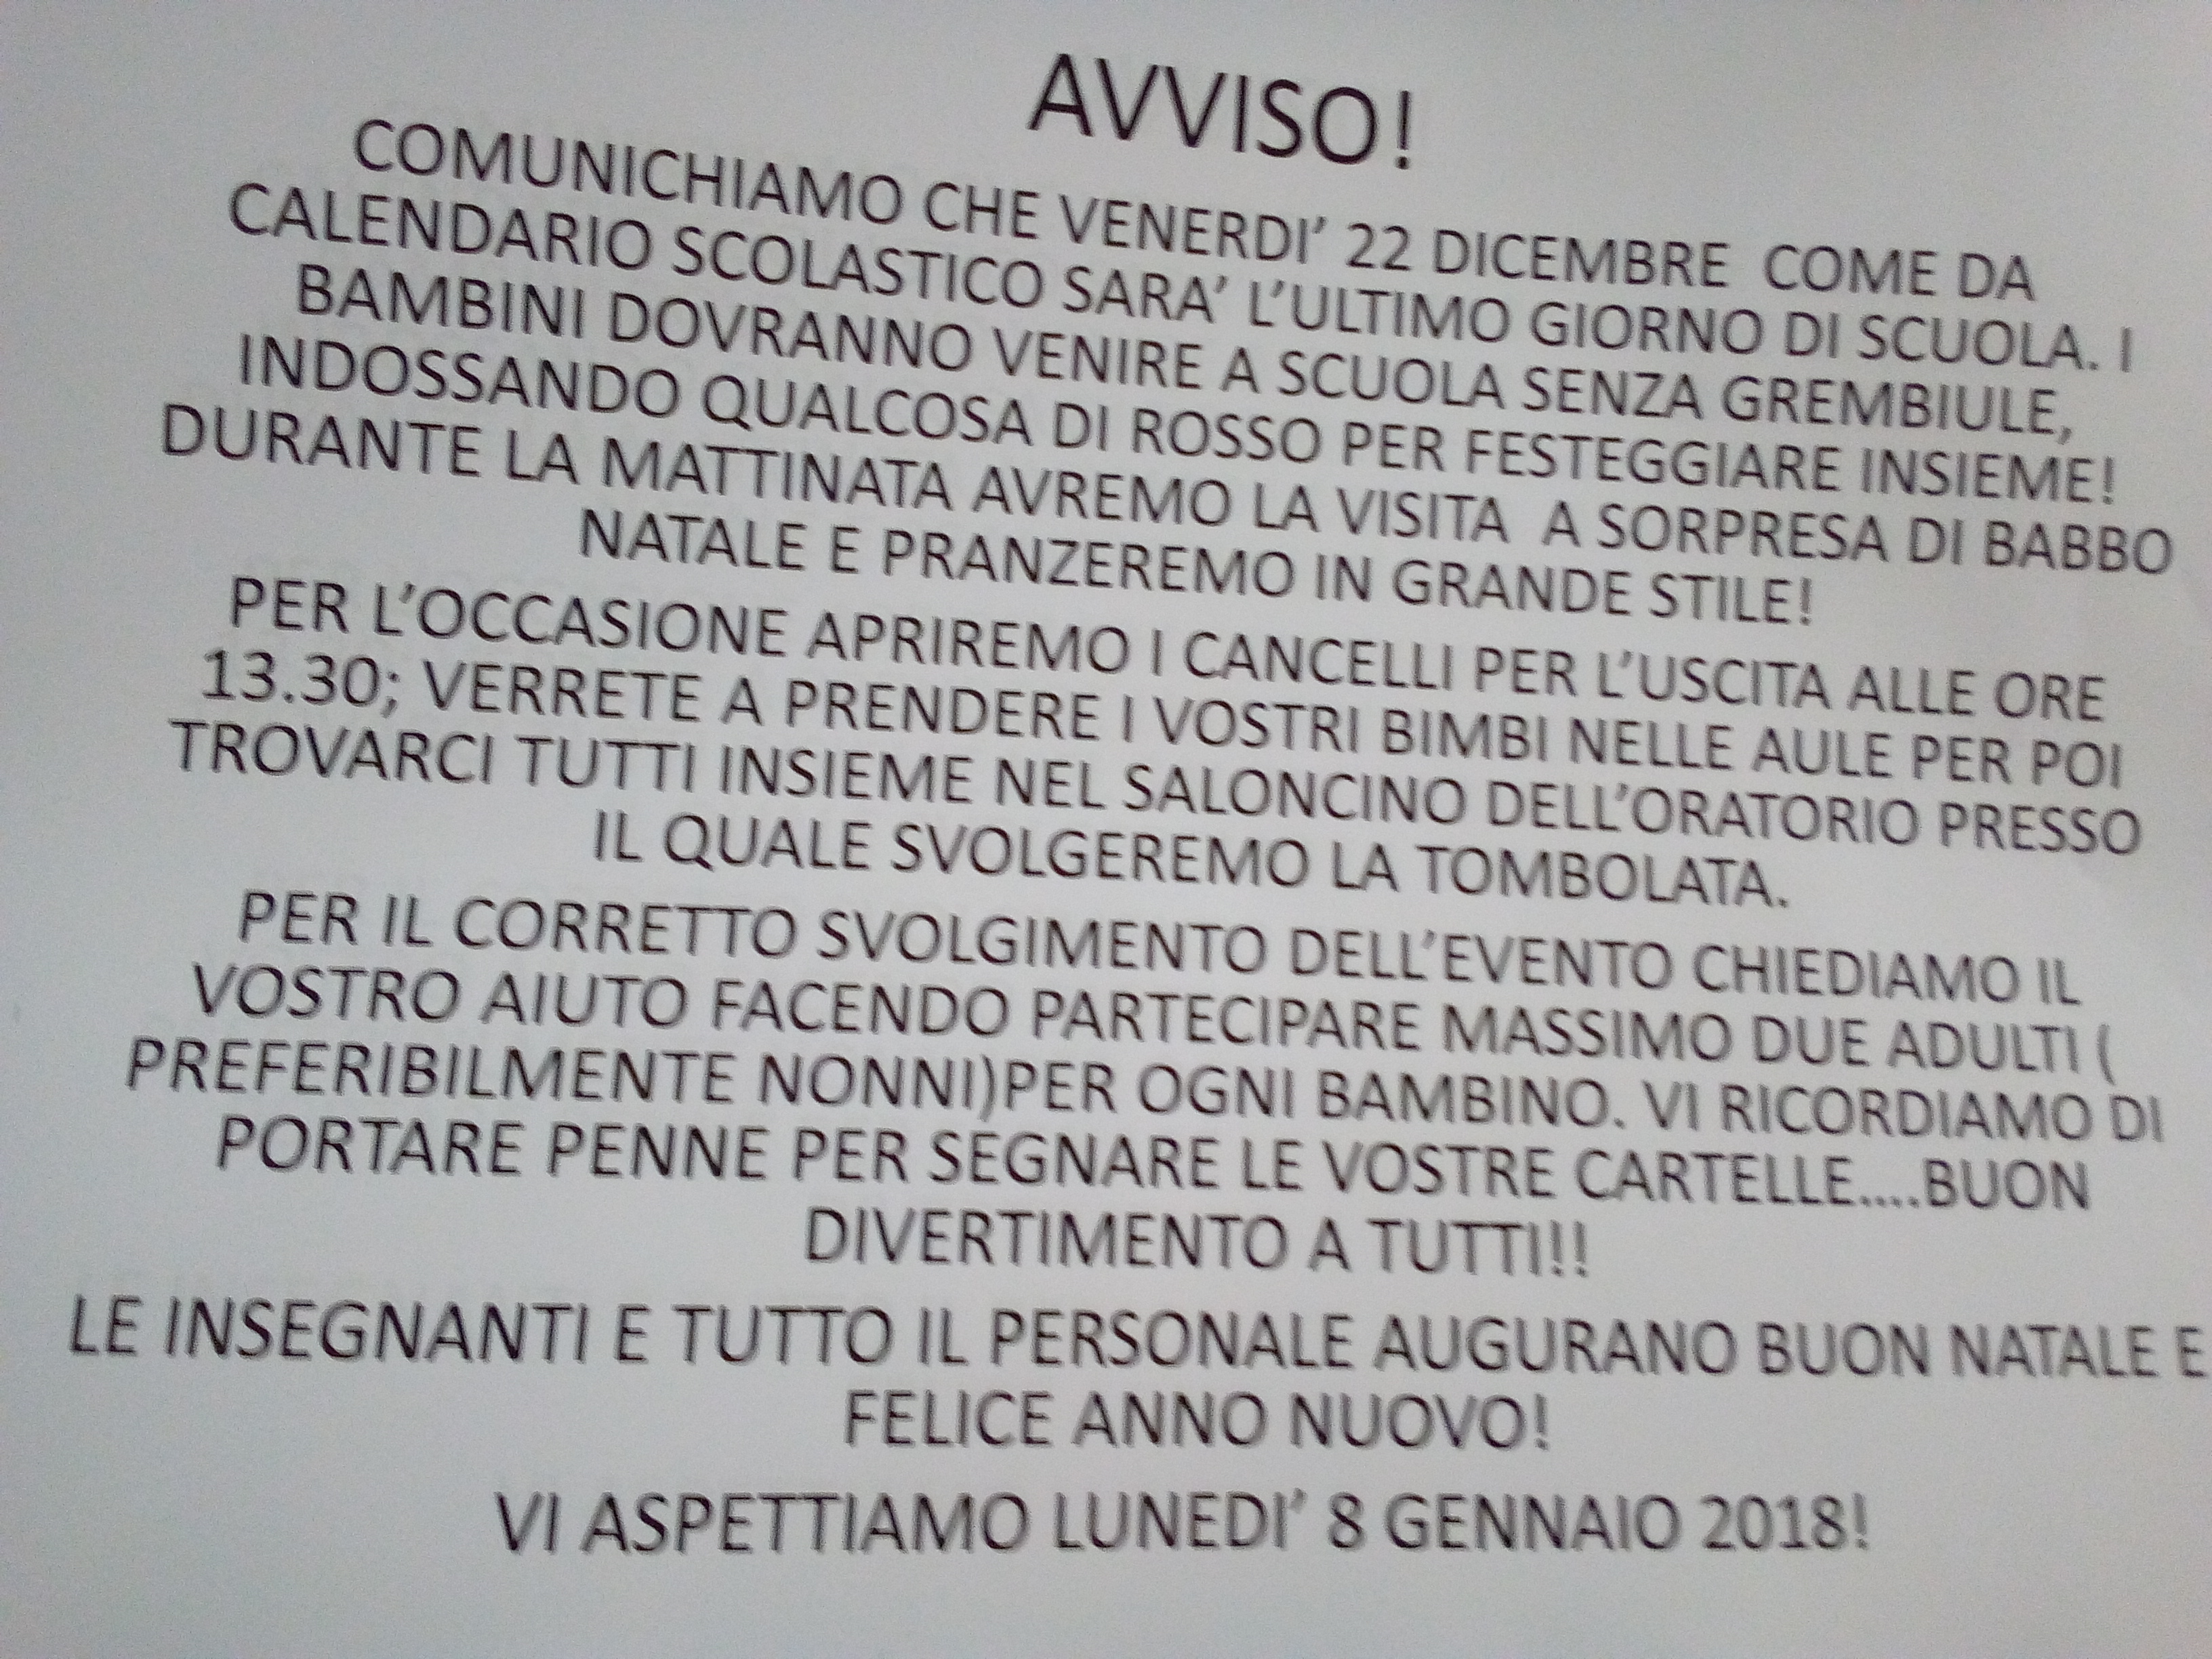 AVVISO!
COMUNICHIAMO CHE VENERDI' 22 DICEMBRE COME DA
CALENDARIO SCOLASTICO SARA' L'ULTIMO GIORNO DI SCUOLA. I
BAMBINI DOVRANNO VENIRE A SCUOLA SENZA GREMBIULE,
INDOSSANDO QUALCOSA DI ROSSO PER FESTEGGIARE INSIEME!
DURANTE LA MATTINATA AVREMO LA VISITA A SORPRESA DI BABBO
NATALE E PRANZEREMO IN GRANDE STILE!
PER L'OCCASIONE APRIREMO I CANCELLI PER L'USCITA ALLE ORE
13.30; VERRETE A PRENDERE I VOSTRI BIMBI NELLE AULE PER POI
TROVARCI TUTTI INSIEME NEL SALONCINO DELL'ORATORIO PRESSO
IL QUALE SVOLGEREMO LA TOMBOLATA.
PER IL CORRETTO SVOLGIMENTO DELL'EVENTO CHIEDIAMO IL
VOSTRO AIUTO FACENDO PARTECIPARE MASSIMO DUE ADULTI (
PREFERIBILMENTE NONNI)PER OGNI BAMBINO. VI RICORDIAMO DI
PORTARE PENNE PER SEGNARE LE VOSTRE CARTELLE....BUON
DIVERTIMENTO A TUTTI!!
LE INSEGNANTI E TUTTO IL PERSONALE AUGURANO BUON NATALE E
FELICE ANNO NUOVO!
VI ASPETTIAMO LUNEDI' 8 GENNAIO 2018!